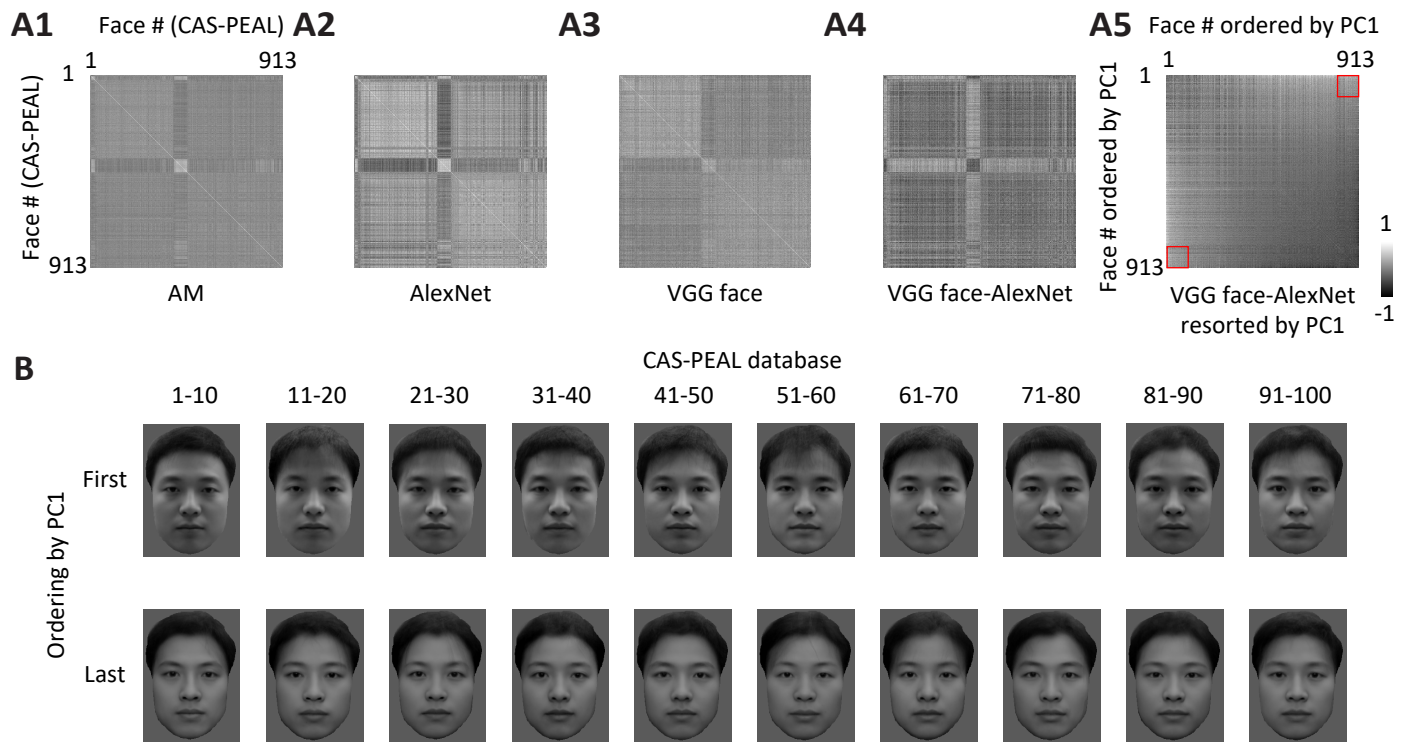 A1
Face # (CAS-PEAL)
1
913
Face # (CAS-PEAL)
1
913
AM
A2
AlexNet
A3
VGG face
A4
VGG face-AlexNet
A5
Face # ordered by PC1
1
913
Face # ordered by PC1
1
913
VGG face-AlexNet
resorted by PC1
1
-1
B
CAS-PEAL database
1-10
11-20
21-30
31-40
41-50
51-60
61-70
71-80
81-90
91-100
Ordering by PC1
First
Last